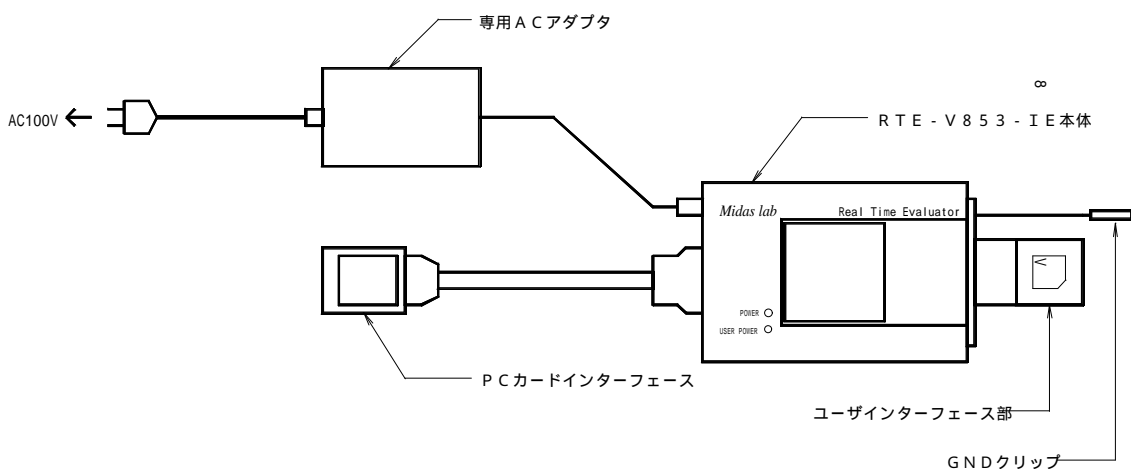 専用ＡＣアダプタ
∞
AC100V
ＲＴＥ-Ｖ８５３-ＩＥ本体
Midas lab
Real Time Evaluator
POWER
USER POWER
ＰＣカードインターフェース
ユーザインターフェース部
ＧＮＤクリップ